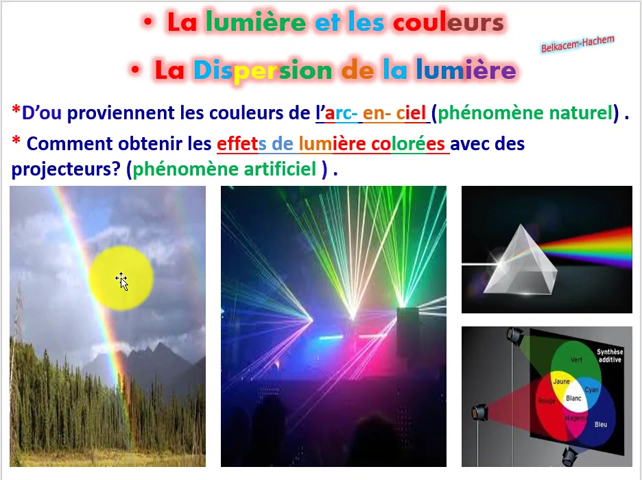 • La lumière et les couleurs
Belkacem-Hachem
• La Dispersion de la lumière
*D'ou proviennent les couleurs de l'arc- en- ciel (phénomène naturel) .
* Comment obtenir les effets de lumière colorées avec des
projecteurs? (phénomène artificiel ) .
Synthèse
additive
Vert
Jaune
Cyan
Rouge
Blanc
Magenta
Bleu